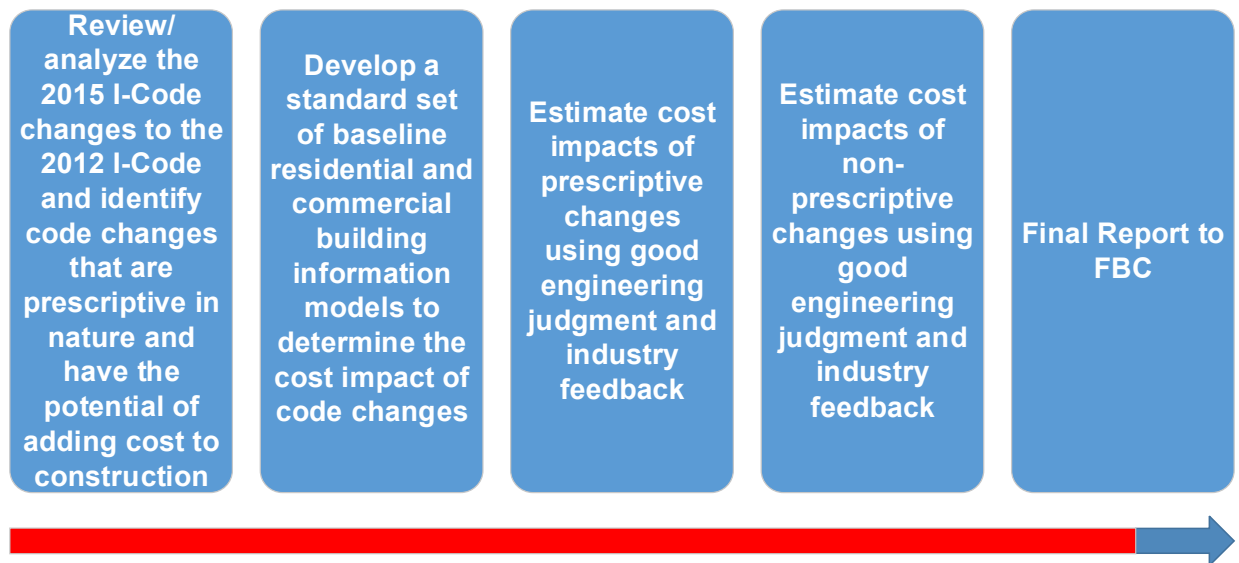 Review/
analyze the
2015 I-Code
changes to the
2012 I-Code
and identify
code changes
that are
prescriptive in
nature and
have the
potential of
adding cost to
construction
Develop a
standard set
of baseline
residential and
commercial
building
information
models to
determine the
cost impact of
code changes
Estimate cost
impacts of
prescriptive
changes
using good
engineering
judgment and
industry
feedback
Estimate cost
impacts of
non-
prescriptive
changes using
good
engineering
judgment and
industry
feedback
Final Report to
FBC